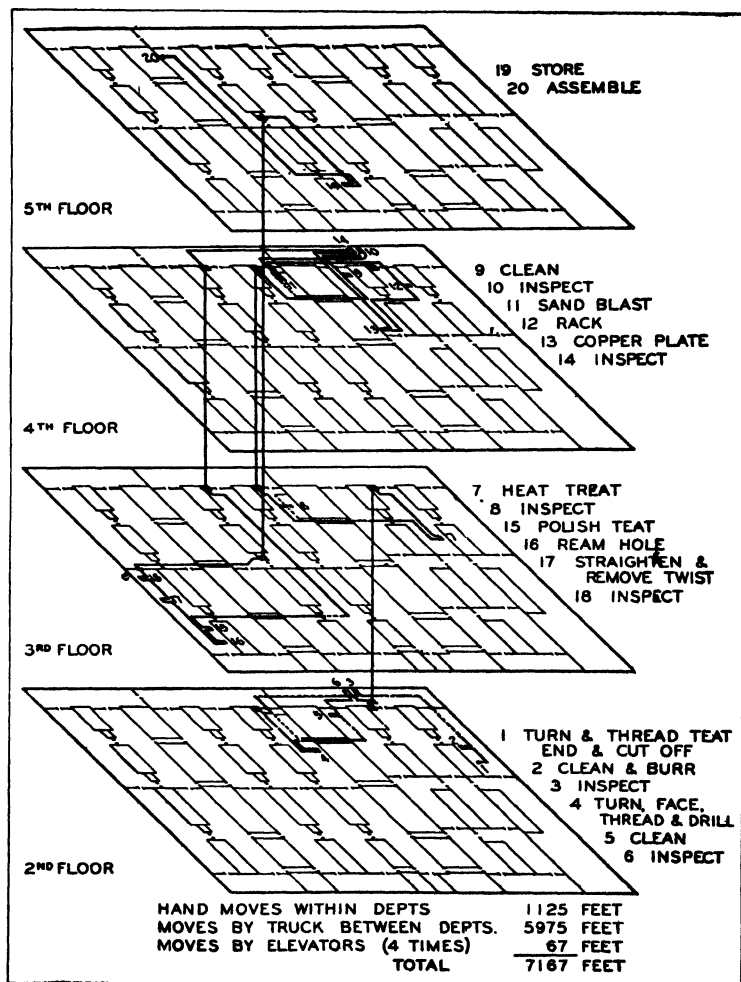 19 STORE
20 ASSEMBLE
5TH FLOOR
9 CLEAN
10 INSPECT
11 SAND BLAST
12 RACK
13 COPPER PLATE
14 INSPECT
4TH FLOOR
7 HEAT TREAT
8 INSPECT
15 POLISH TEAT
16 REAM HOLE
17 STRAIGHTEN &
REMOVE TWIST
18 INSPECT
3RD FLOOR
1 TURN & THREAD TEAT
END & CUT OFF
2 CLEAN & BURR
3 INSPECT
4 TURN, FACE,
THREAD & DRILL
5 CLEAN
6 INSPECT
2ND FLOOR
HAND MOVES WITHIN DEPTS 1125 FEET
MOVES BY TRUCK BETWEEN DEPTS. 5975 FEET
MOVES BY ELEVATORS (4 TIMES) 67 FEET
TOTAL 7167 FEET